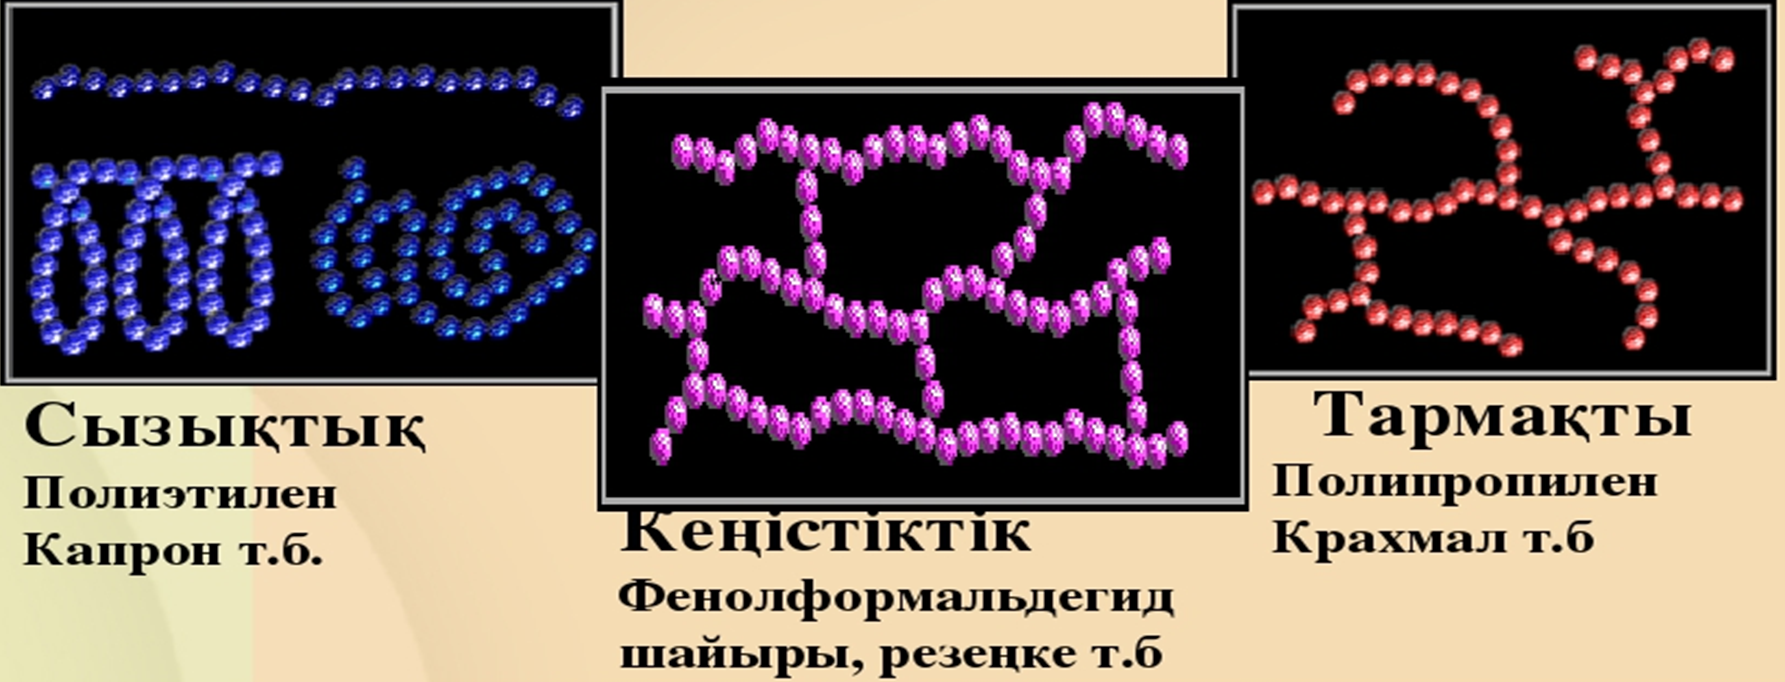 Сызықтық
Полиэтилен
Капрон т.б.
Кеңістіктік
Фенолформальдегид
шайыры, резеңке т.б
Тармақты
Полипропилен
Крахмал т.б